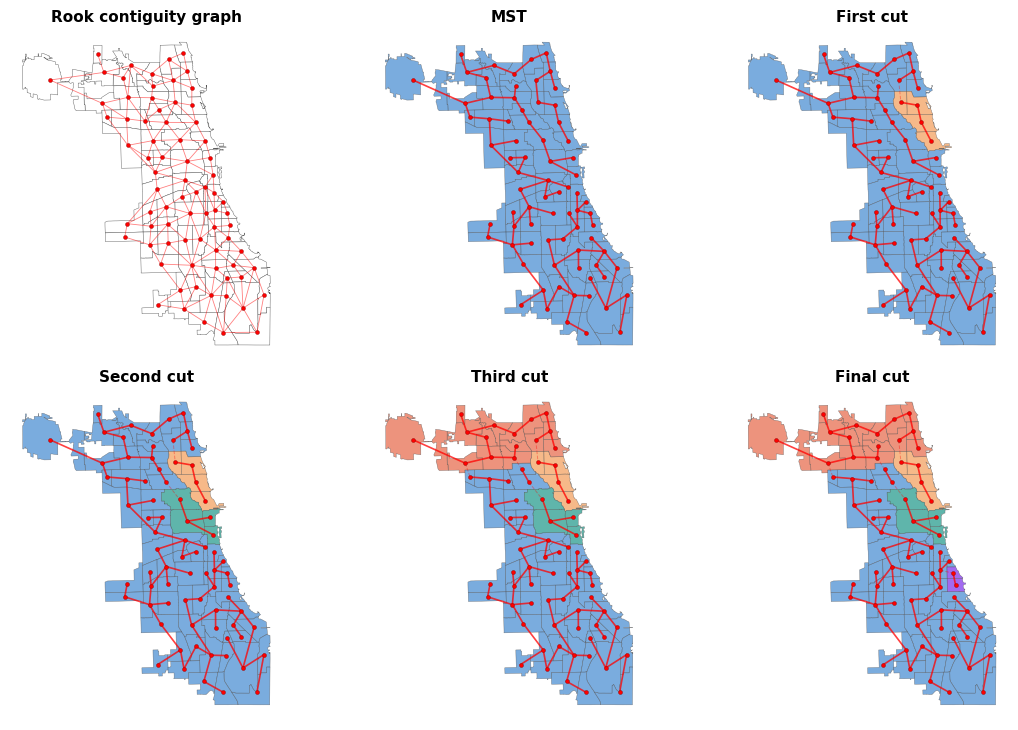 Rook contiguity graph
MST
First cut
Second cut
Third cut
Final cut